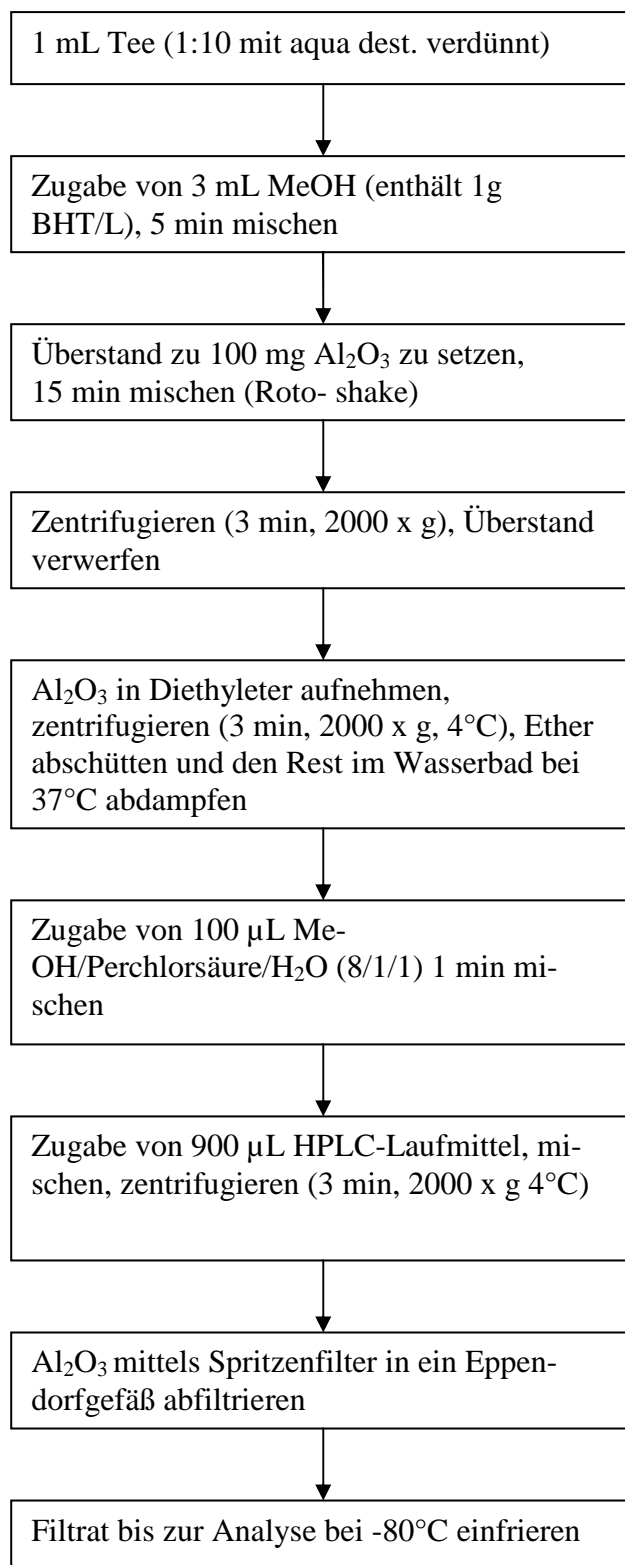 1 mL Tee (1:10 mit aqua dest. verdünnt)
Zugabe von 3 mL MeOH (enthält 1g
BHT/L), 5 min mischen
Überstand zu 100 mg Al₂O₃ zu setzen,
15 min mischen (Roto- shake)
Zentrifugieren (3 min, 2000 x g), Überstand
verwerfen
Al₂O₃ in Diethyleter aufnehmen,
zentrifugieren (3 min, 2000 x g, 4°C), Ether
abschütten und den Rest im Wasserbad bei
37°C abdampfen
Zugabe von 100 µL Me-
OH/Perchlorsäure/H₂O (8/1/1) 1 min mi-
schen
Zugabe von 900 µL HPLC-Laufmittel, mi-
schen, zentrifugieren (3 min, 2000 x g 4°C)
Al₂O₃ mittels Spritzenfilter in ein Eppen-
dorfgefäß abfiltrieren
Filtrat bis zur Analyse bei -80°C einfrieren